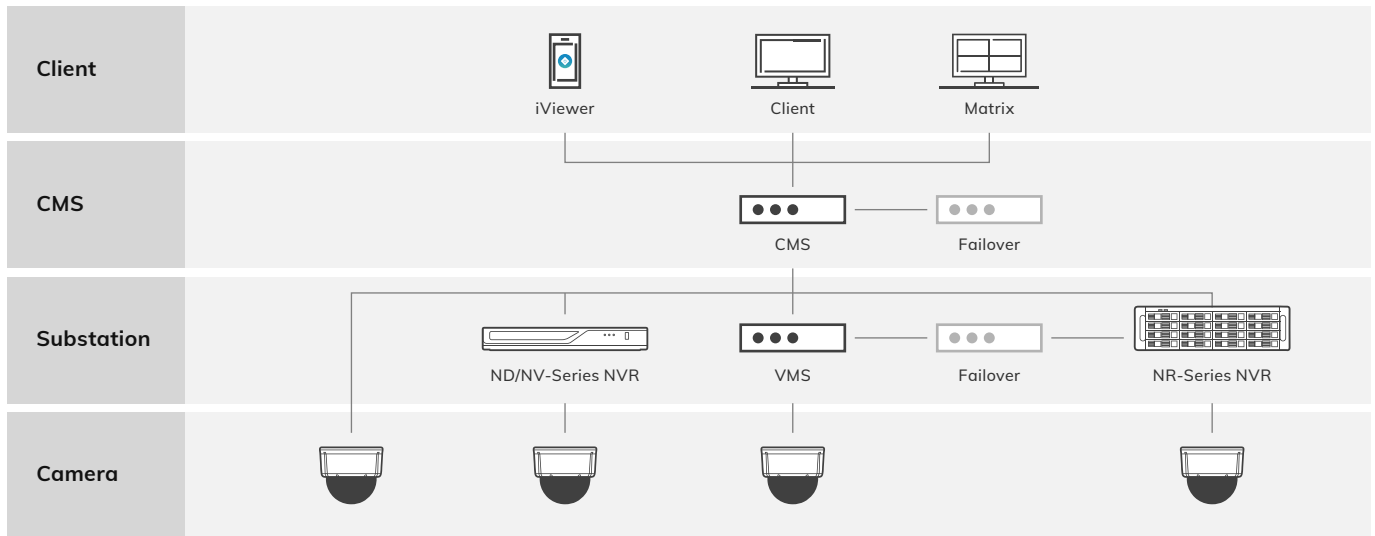 Client
iViewer
Client
Matrix
CMS
CMS
Failover
Substation
ND/NV-Series NVR
VMS
Failover
NR-Series NVR
Camera